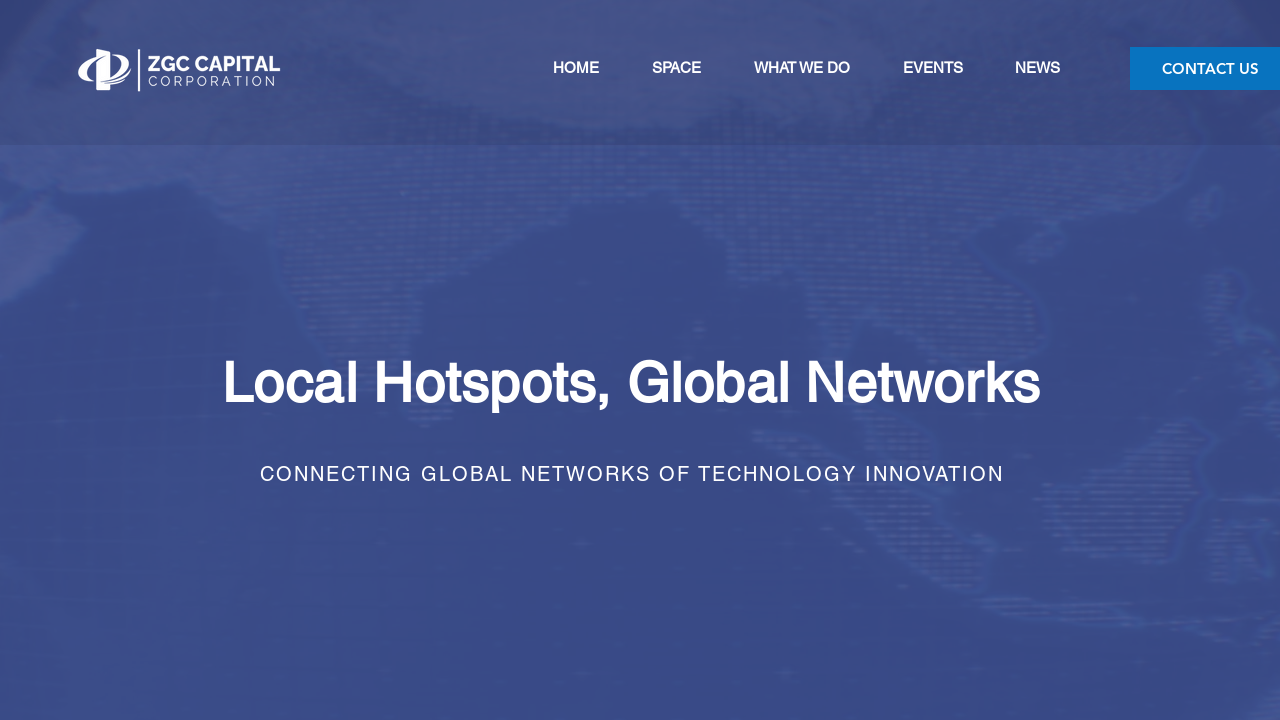 ZGC CAPITAL
CORPORATION
HOME SPACE WHAT WE DO EVENTS NEWS CONTACT US
Local Hotspots, Global Networks
CONNECTING GLOBAL NETWORKS OF TECHNOLOGY INNOVATION